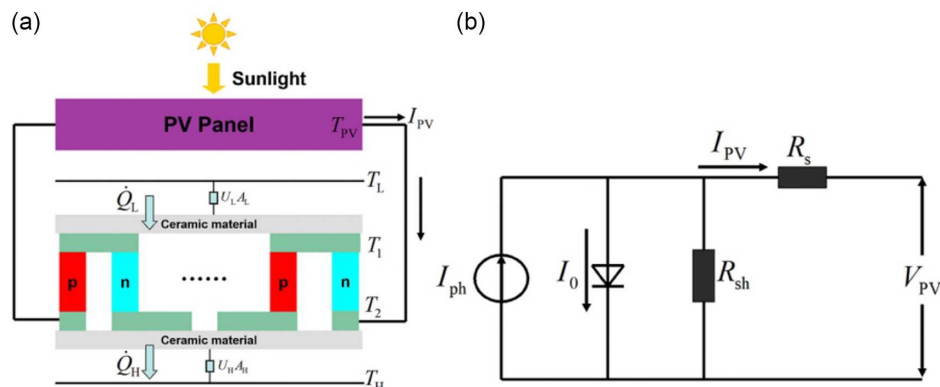 (a)
Sunlight
PV Panel
T_PV
I_PV
T_L
Q̇_L
U_L A_L
Ceramic material
T_1
p
n
......
p
n
T_2
Ceramic material
Q̇_H
U_H A_H
T_H
(b)
I_PV
R_s
I_ph
I_0
R_sh
V_PV